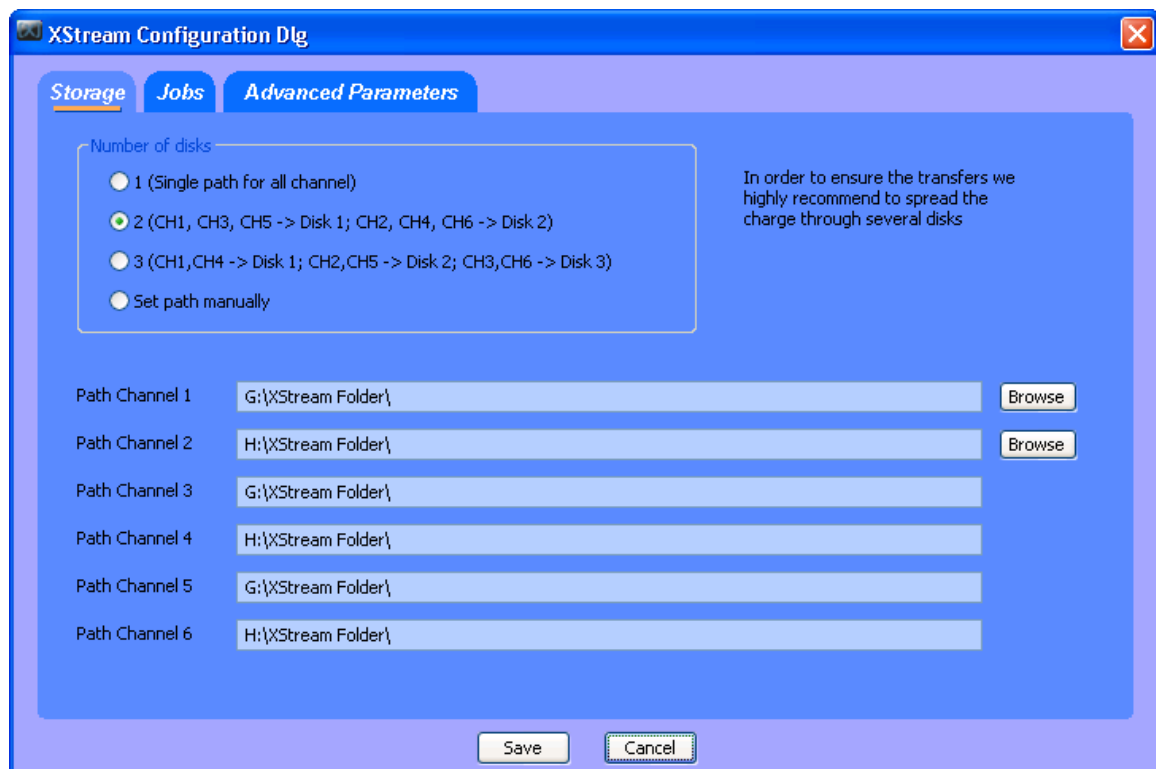 XStream Configuration Dlg
Storage Jobs Advanced Parameters
Number of disks
1 (Single path for all channel)
2 (CH1, CH3, CH5 -> Disk 1; CH2, CH4, CH6 -> Disk 2)
3 (CH1,CH4 -> Disk 1; CH2,CH5 -> Disk 2; CH3,CH6 -> Disk 3)
Set path manually
In order to ensure the transfers we
highly recommend to spread the
charge through several disks
Path Channel 1 G:\XStream Folder\ Browse
Path Channel 2 H:\XStream Folder\ Browse
Path Channel 3 G:\XStream Folder\
Path Channel 4 H:\XStream Folder\
Path Channel 5 G:\XStream Folder\
Path Channel 6 H:\XStream Folder\
Save Cancel